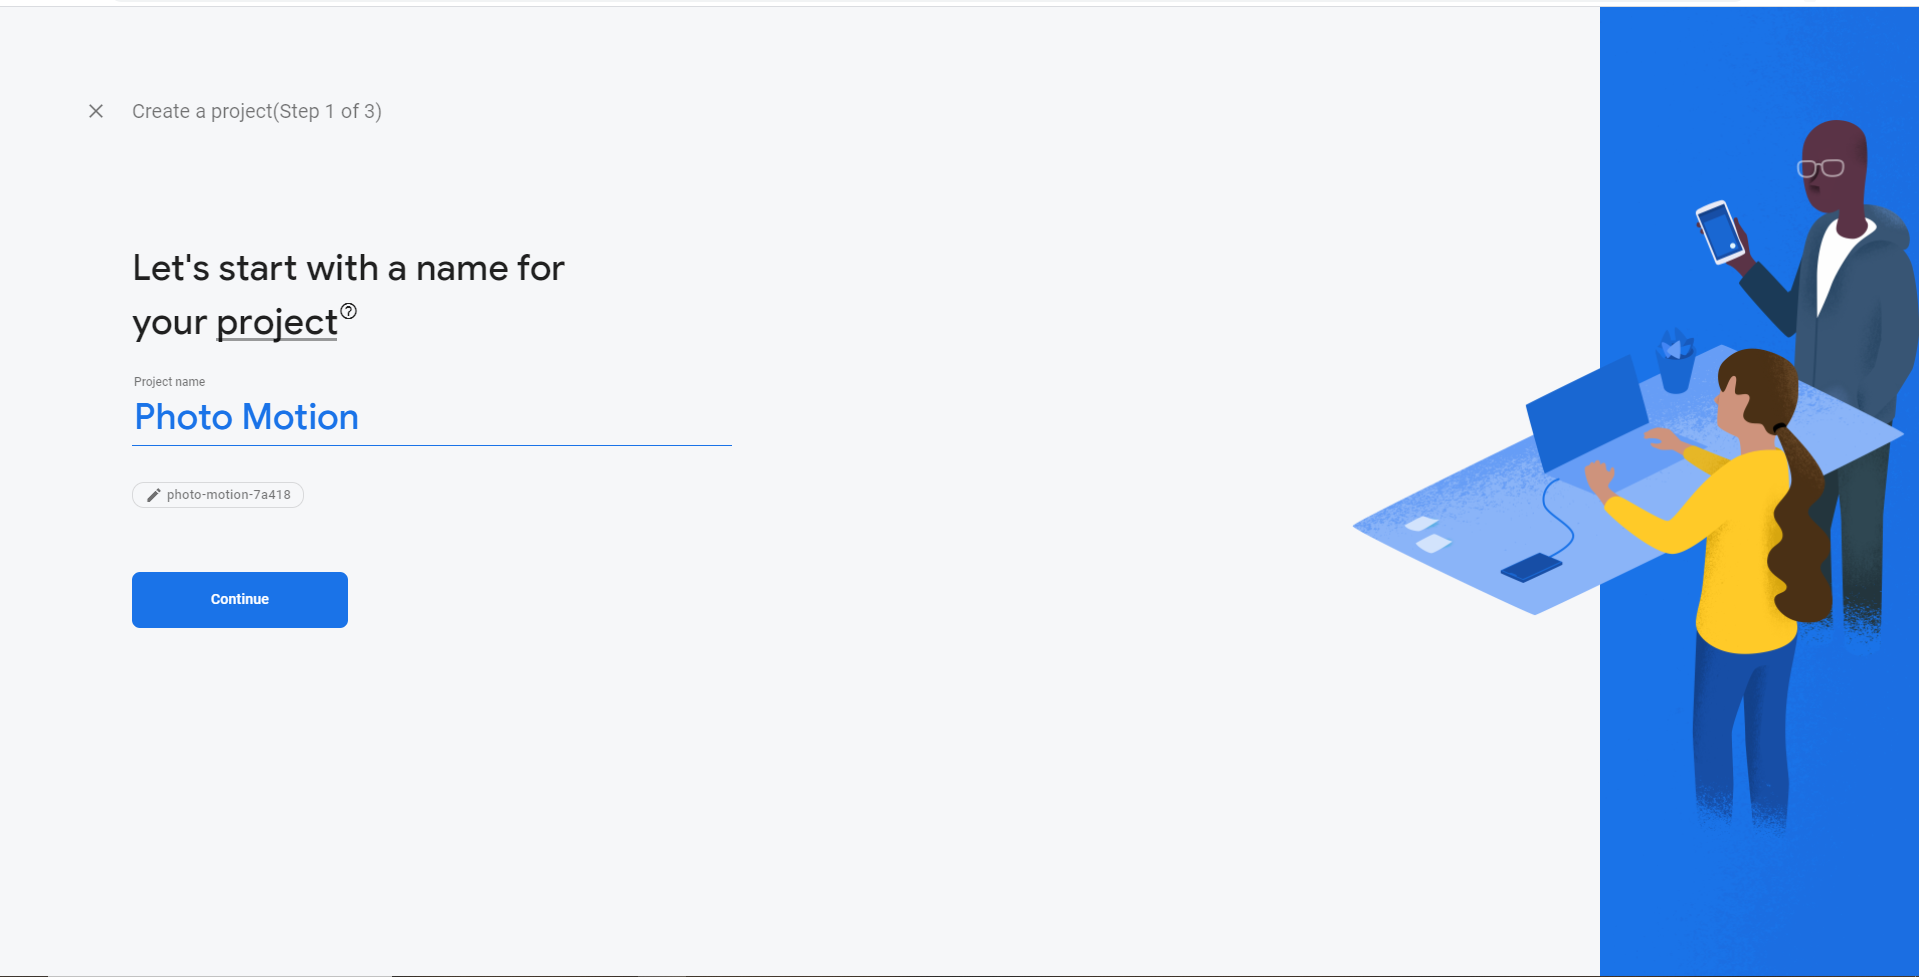 Create a project(Step 1 of 3)
Let's start with a name for
your project
Project name
Photo Motion
photo-motion-7a418
Continue